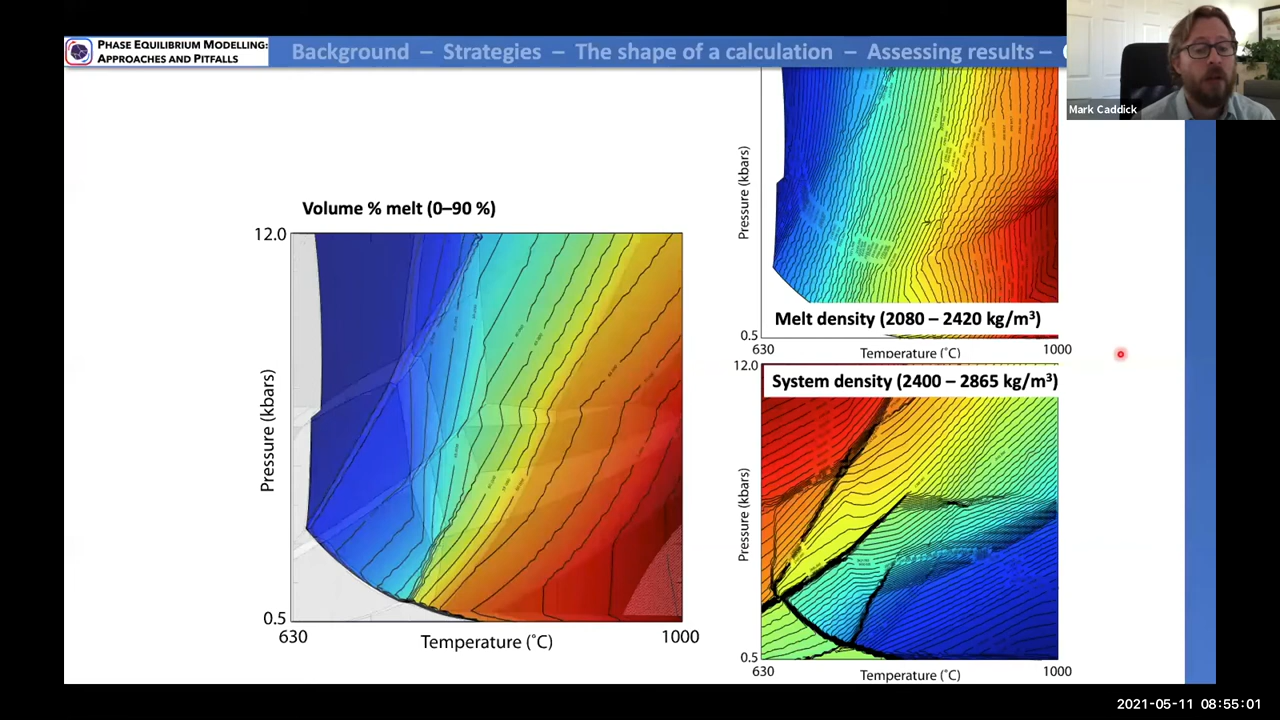 PHASE EQUILIBRIUM MODELLING:
APPROACHES AND PITFALLS
Background – Strategies – The shape of a calculation – Assessing results –
Mark Caddick
Volume % melt (0–90 %)
12.0
Pressure (kbars)
0.5
630
Temperature (˚C)
1000
Pressure (kbars)
Melt density (2080 – 2420 kg/m³)
0.5
630
Temperature (˚C)
1000
12.0
System density (2400 – 2865 kg/m³)
Pressure (kbars)
0.5
630
Temperature (˚C)
1000
2021-05-11 08:55:01